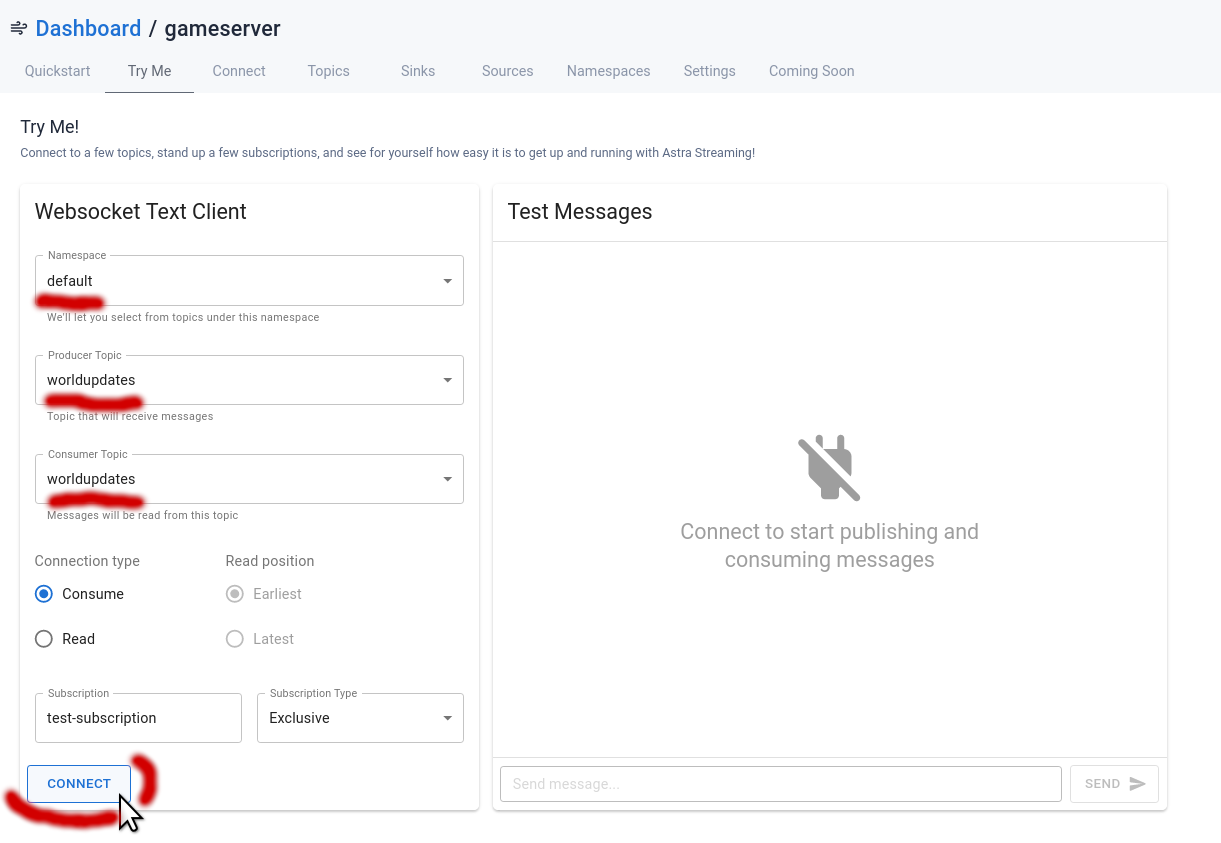 Dashboard / gameserver
Quickstart Try Me Connect Topics Sinks Sources Namespaces Settings Coming Soon
Try Me!
Connect to a few topics, stand up a few subscriptions, and see for yourself how easy it is to get up and running with Astra Streaming!
Websocket Text Client
Namespace
default
We'll let you select from topics under this namespace
Producer Topic
worldupdates
Topic that will receive messages
Consumer Topic
worldupdates
Messages will be read from this topic
Connection type Read position
Consume Earliest
Read Latest
Subscription Subscription Type
test-subscription Exclusive
CONNECT
Test Messages
Connect to start publishing and
consuming messages
Send message... SEND